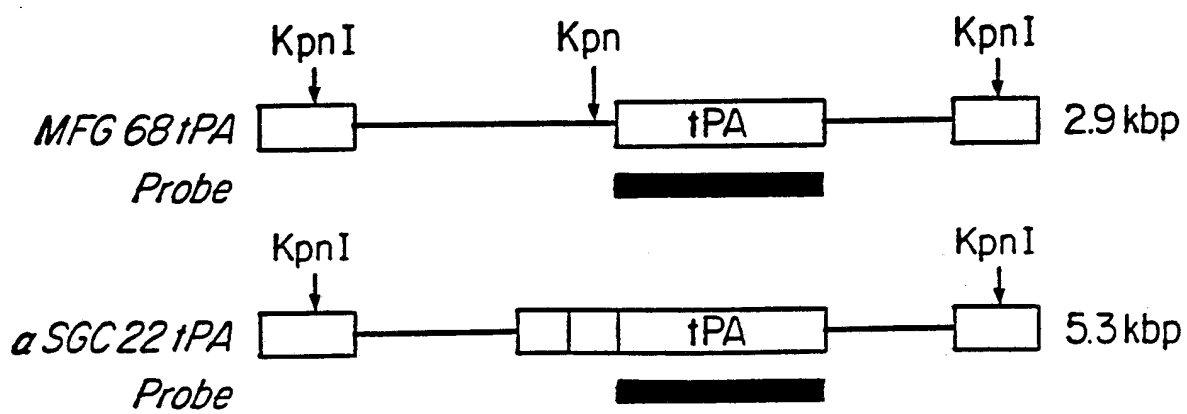 KpnI Kpn KpnI
MFG 68 tPA tPA 2.9 kbp
Probe
KpnI KpnI
α SGC 22 tPA tPA 5.3 kbp
Probe